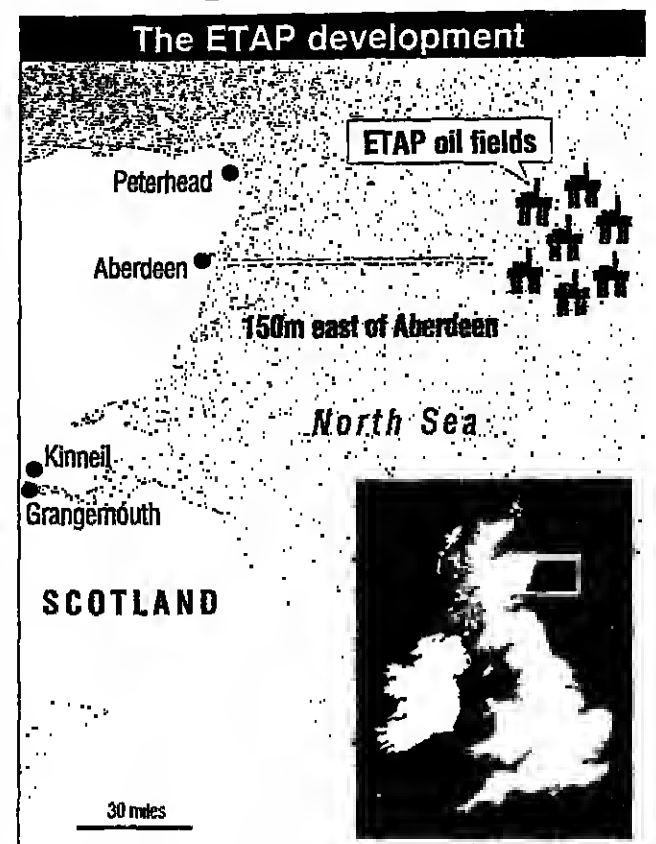 The ETAP development
ETAP oil fields
Peterhead
Aberdeen
150m east of Aberdeen
North Sea
Kinneil
Grangemouth
SCOTLAND
30 miles